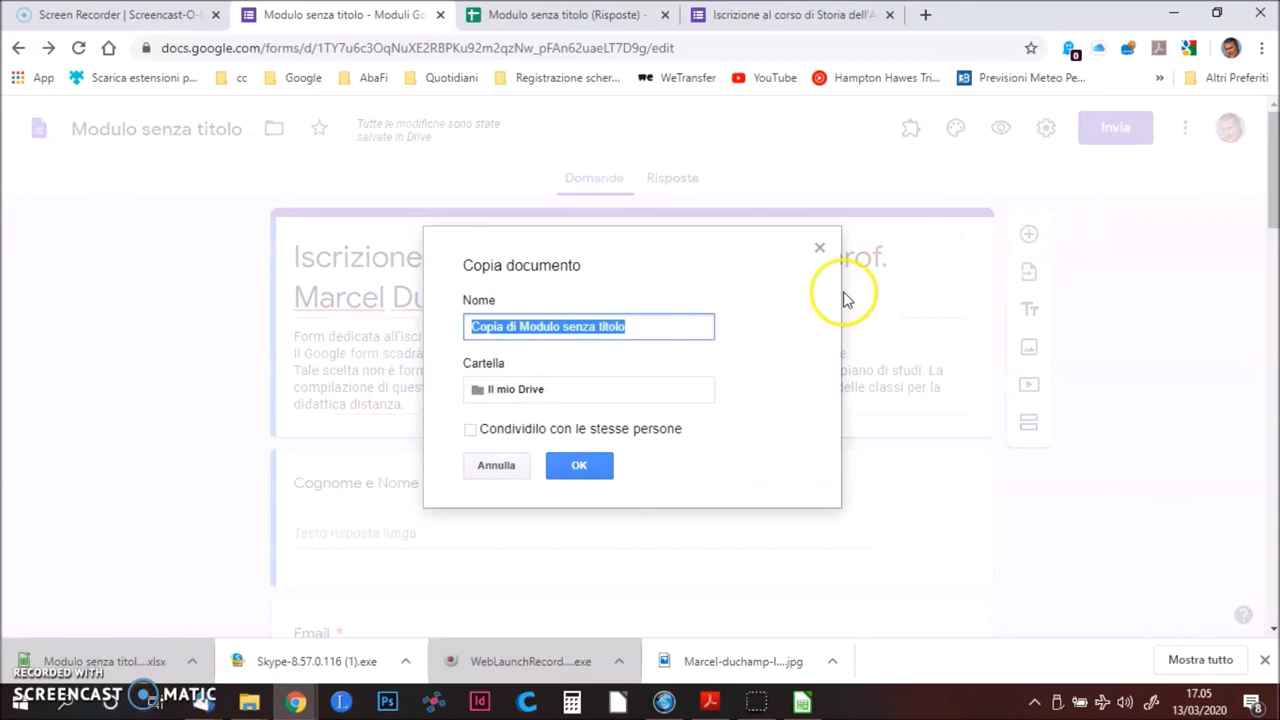 Screen Recorder | Screencast-O-
Modulo senza titolo - Moduli Go
Modulo senza titolo (Risposte) -
Iscrizione al corso di Storia dell'A
docs.google.com/forms/d/1TY7u6c3OqNuXE2RBPKu92m2qzNw_pFAn62uaeLT7D9g/edit
0
App
Scarica estensioni p...
cc
Google
AbaFi
Quotidiani
Registrazione scher...
WeTransfer
YouTube
Hampton Hawes Tri...
Previsioni Meteo Pe...
»
Altri Preferiti
Modulo senza titolo
Tutte le modifiche sono state
salvate in Drive
Invia
Domande
Risposte
Iscrizione
prof.
Marcel Du
Form dedicata all'iscr
Il Google form scadrà
Tale scelta non è form
piano di studi. La
compilazione di quest
delle classi per la
didattica distanza.
Copia documento
Nome
Copia di Modulo senza titolo
Cartella
Il mio Drive
Condividilo con le stesse persone
Annulla
OK
Cognome e Nome
Testo risposta lunga
Email *
Tт
Modulo senza titol....xlsx
Skype-8.57.0.116 (1).exe
WebLaunchRecord....exe
Marcel-duchamp-l....jpg
Mostra tutto
RECORDED WITH
SCREENCAST MATIC
17.05
13/03/2020
8